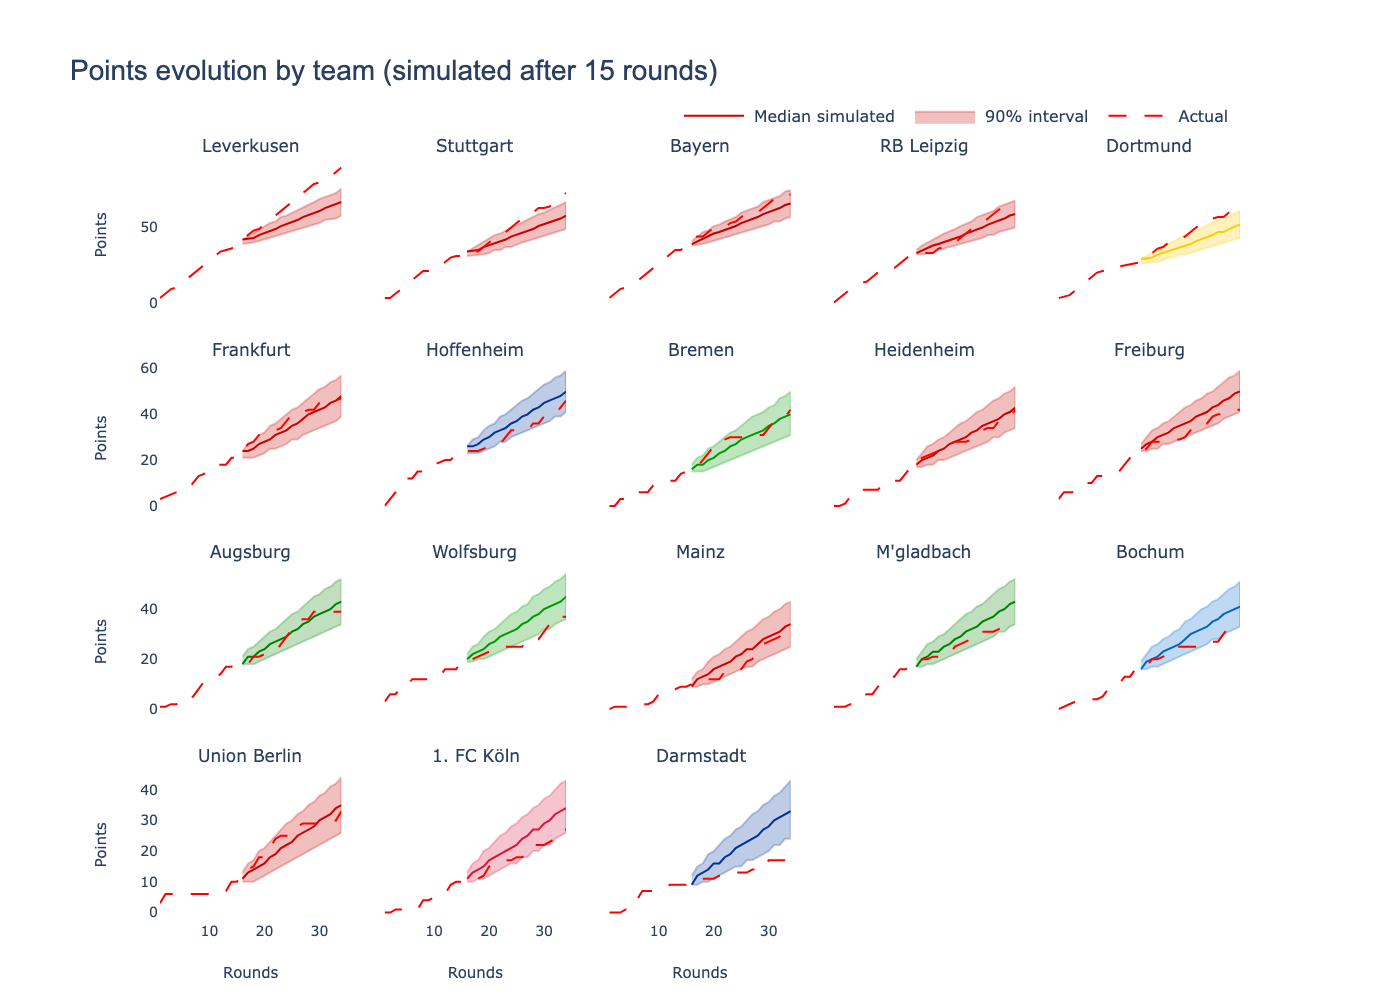 Points evolution by team (simulated after 15 rounds)
Median simulated 90% interval Actual
Leverkusen Stuttgart Bayern RB Leipzig Dortmund
Points
50
0
Frankfurt Hoffenheim Bremen Heidenheim Freiburg
Points
60
40
20
0
Augsburg Wolfsburg Mainz M'gladbach Bochum
Points
40
20
0
Union Berlin 1. FC Köln Darmstadt
Points
40
30
20
10
0
10 20 30 10 20 30 10 20 30
Rounds Rounds Rounds